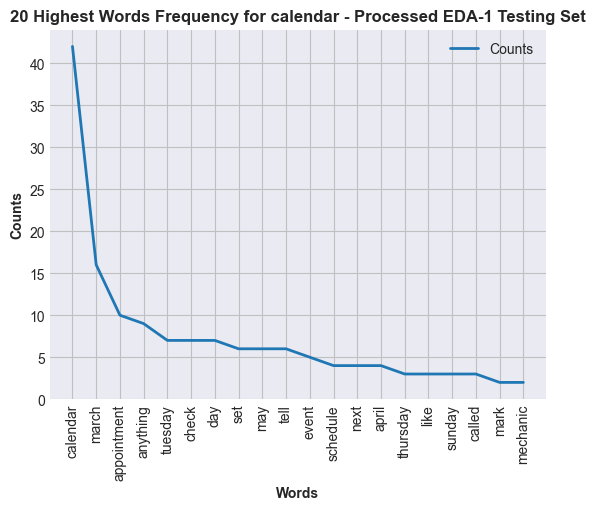 20 Highest Words Frequency for calendar - Processed EDA-1 Testing Set
Counts
Counts
40
35
30
25
20
15
10
5
0
calendar
march
appointment
anything
tuesday
check
day
set
may
tell
event
schedule
next
april
thursday
like
sunday
called
mark
mechanic
Words